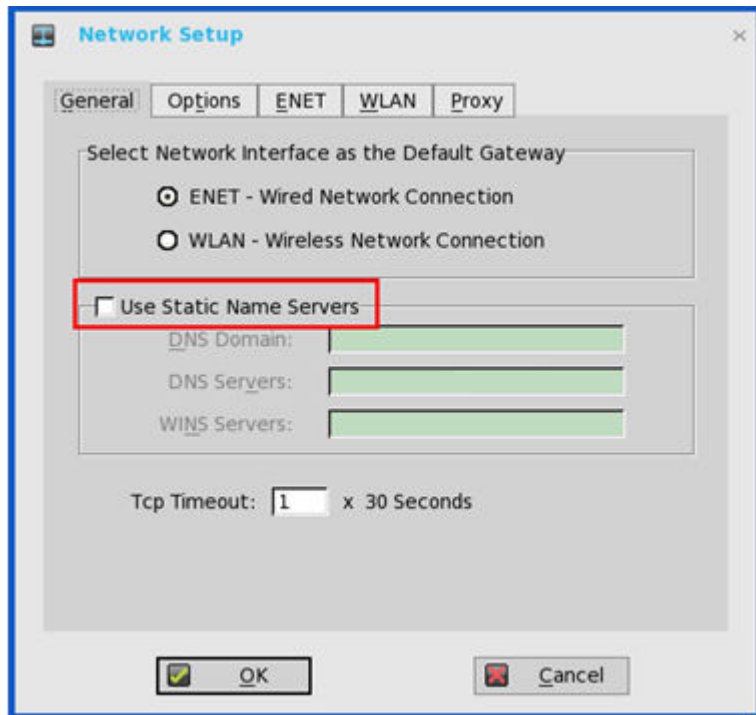 Network Setup
General Options ENET WLAN Proxy
Select Network Interface as the Default Gateway
ENET - Wired Network Connection
WLAN - Wireless Network Connection
Use Static Name Servers
DNS Domain:
DNS Servers:
WINS Servers:
Tcp Timeout: 1 x 30 Seconds
OK Cancel